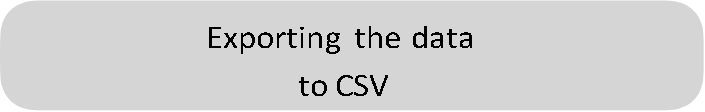 Exporting the data
to CSV